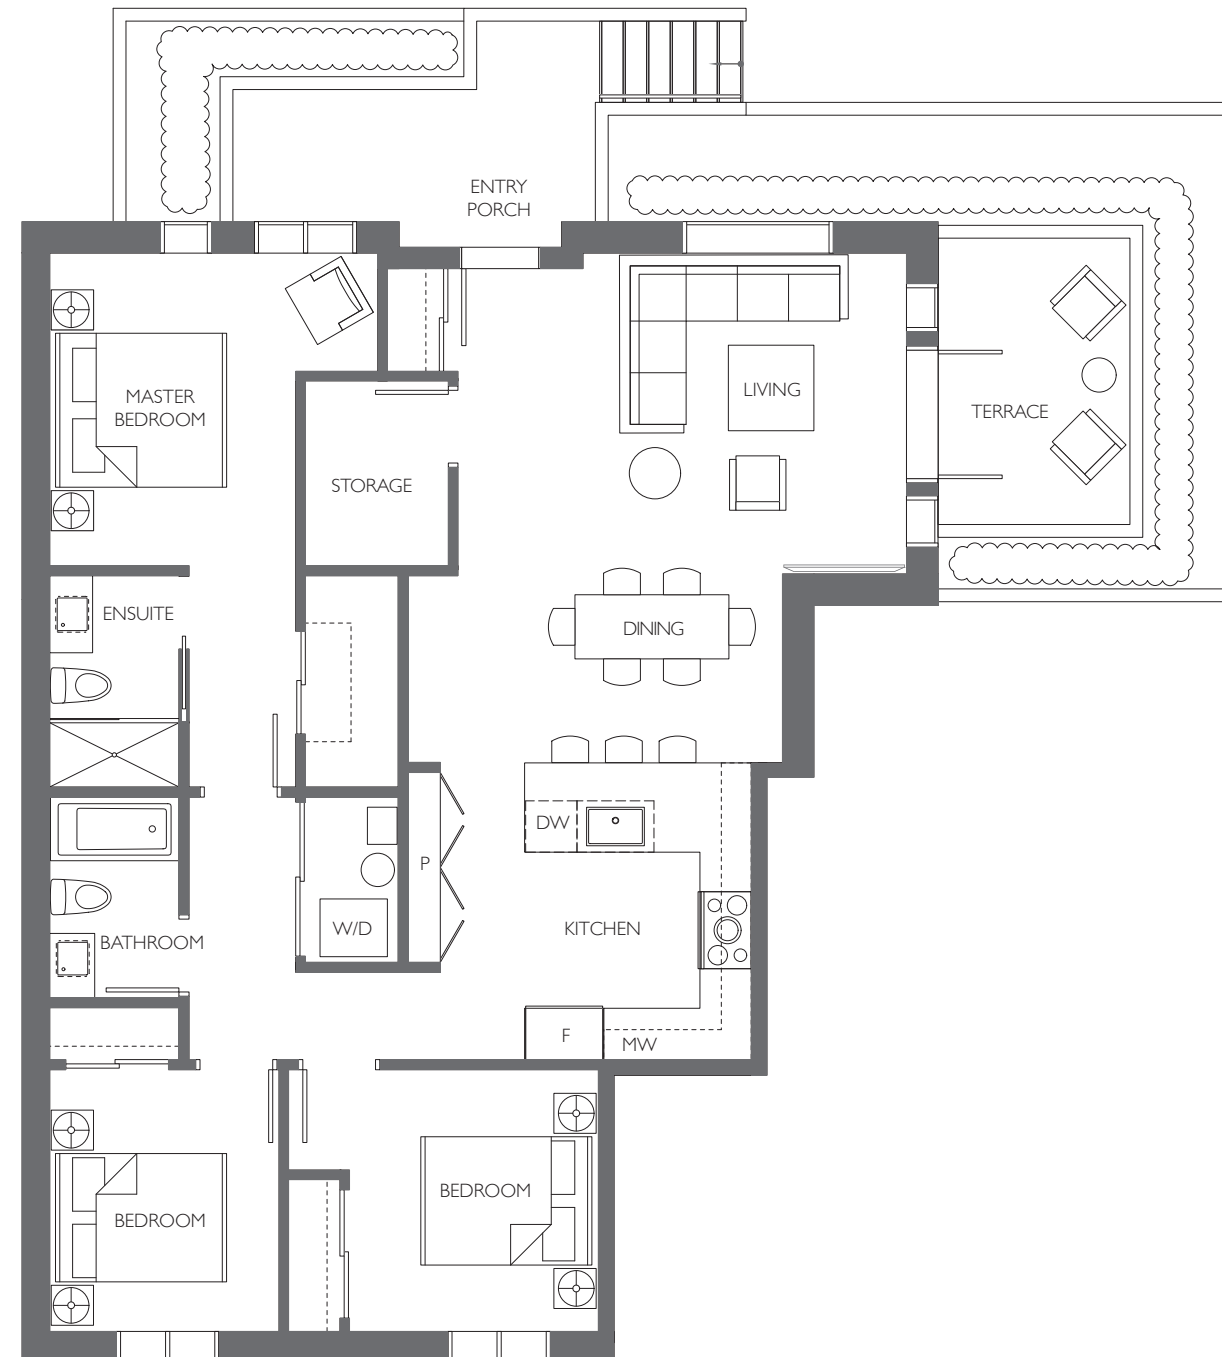 ENTRY
PORCH
MASTER
BEDROOM
LIVING
TERRACE
STORAGE
ENSUITE
DINING
DW
P
W/D
KITCHEN
BATHROOM
F
MW
BEDROOM
BEDROOM